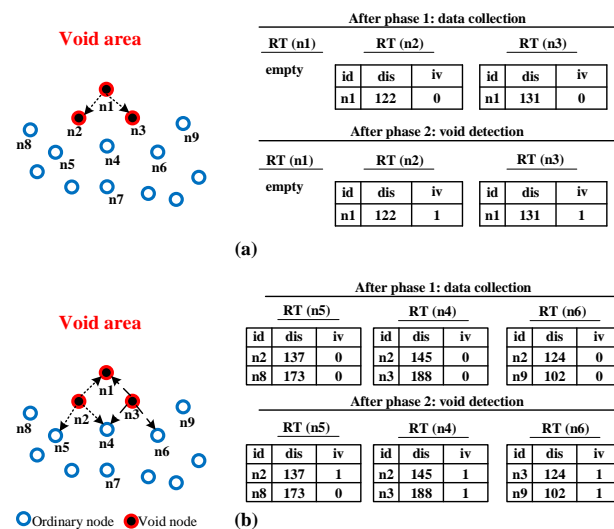 Void area
n1
n2
n3
n9
n8
n5
n4
n6
n7
After phase 1: data collection
RT (n1) RT (n2) RT (n3)
empty
id dis iv id dis iv
n1 122 0 n1 131 0
After phase 2: void detection
RT (n1) RT (n2) RT (n3)
empty
id dis iv id dis iv
n1 122 1 n1 131 1
(a)
Void area
n1
n2
n3
n9
n8
n5
n4
n6
n7
After phase 1: data collection
RT (n5) RT (n4) RT (n6)
id dis iv id dis iv id dis iv
n2 137 0 n2 145 0 n2 124 0
n8 173 0 n3 188 0 n9 102 0
After phase 2: void detection
RT (n5) RT (n4) RT (n6)
id dis iv id dis iv id dis iv
n2 137 1 n2 145 1 n3 124 1
n8 173 0 n3 188 1 n9 102 1
Ordinary node Void node
(b)